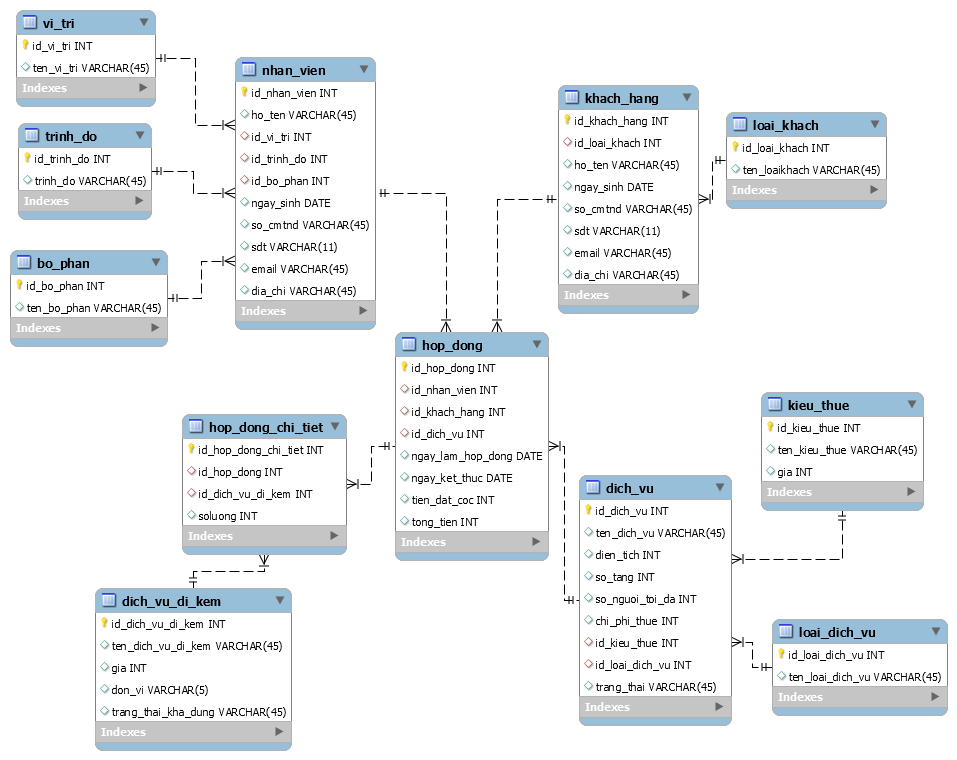 vi_tri
id_vi_tri INT
ten_vi_tri VARCHAR(45)
Indexes
trinh_do
id_trinh_do INT
trinh_do VARCHAR(45)
Indexes
bo_phan
id_bo_phan INT
ten_bo_phan VARCHAR(45)
Indexes
nhan_vien
id_nhan_vien INT
ho_ten VARCHAR(45)
id_vi_tri INT
id_trinh_do INT
id_bo_phan INT
ngay_sinh DATE
so_cmtnd VARCHAR(45)
sdt VARCHAR(11)
email VARCHAR(45)
dia_chi VARCHAR(45)
Indexes
khach_hang
id_khach_hang INT
id_loai_khach INT
ho_ten VARCHAR(45)
ngay_sinh DATE
so_cmtnd VARCHAR(45)
sdt VARCHAR(11)
email VARCHAR(45)
dia_chi VARCHAR(45)
Indexes
loai_khach
id_loai_khach INT
ten_loaikhach VARCHAR(45)
Indexes
hop_dong
id_hop_dong INT
id_nhan_vien INT
id_khach_hang INT
id_dich_vu INT
ngay_lam_hop_dong DATE
ngay_ket_thuc DATE
tien_dat_coc INT
tong_tien INT
Indexes
hop_dong_chi_tiet
id_hop_dong_chi_tiet INT
id_hop_dong INT
id_dich_vu_di_kem INT
soluong INT
Indexes
dich_vu_di_kem
id_dich_vu_di_kem INT
ten_dich_vu_di_kem VARCHAR(45)
gia INT
don_vi VARCHAR(5)
trang_thai_kha_dung VARCHAR(45)
Indexes
dich_vu
id_dich_vu INT
ten_dich_vu VARCHAR(45)
dien_tich INT
so_tang INT
so_nguoi_toi_da INT
chi_phi_thue INT
id_kieu_thue INT
id_loai_dich_vu INT
trang_thai VARCHAR(45)
Indexes
kieu_thue
id_kieu_thue INT
ten_kieu_thue VARCHAR(45)
gia INT
Indexes
loai_dich_vu
id_loai_dich_vu INT
ten_loai_dich_vu VARCHAR(45)
Indexes